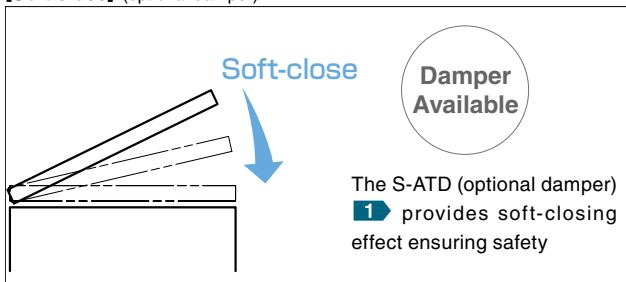 Soft-close
Damper
Available
The S-ATD (optional damper)
1 provides soft-closing
effect ensuring safety